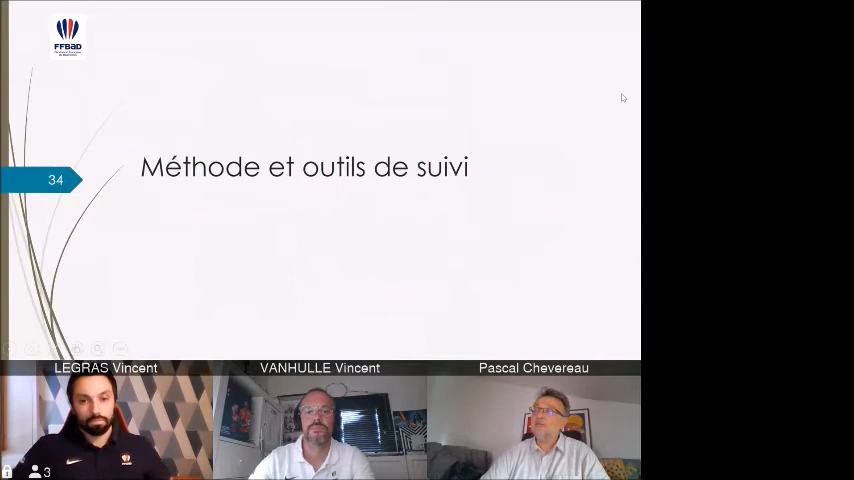 FFBaD
34
Méthode et outils de suivi
LEGRAS Vincent
VANHULLE Vincent
Pascal Chevereau
3